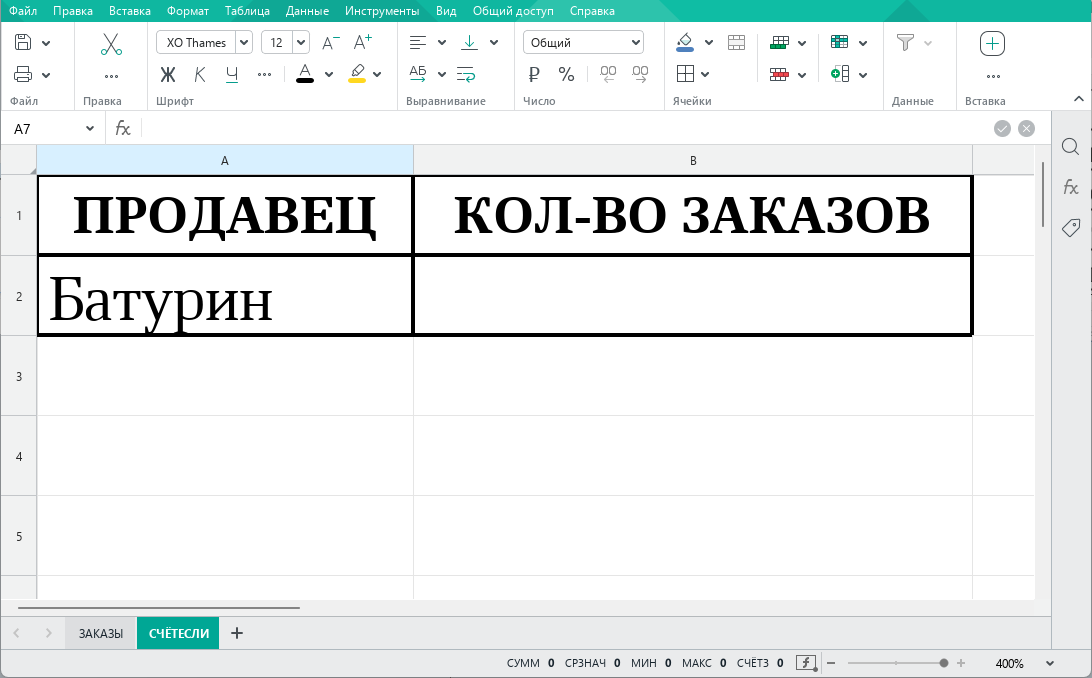 Файл Правка Вставка Формат Таблица Данные Инструменты Вид Общий доступ Справка
XO Thames 12 A⁻ A⁺ Общий
Ж К Ч А ₽ % ,00 ,00
Файл Правка Шрифт Выравнивание Число Ячейки Данные Вставка
A7 fx
A B
1 ПРОДАВЕЦ КОЛ-ВО ЗАКАЗОВ
2 Батурин
3
4
5
ЗАКАЗЫ СЧЁТЕСЛИ +
СУММ 0 СРЗНАЧ 0 МИН 0 МАКС 0 СЧЁТЗ 0 400%